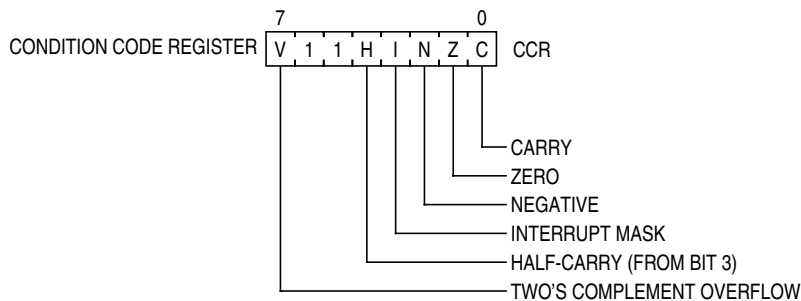 7 0
CONDITION CODE REGISTER V 1 1 H I N Z C CCR
CARRY
ZERO
NEGATIVE
INTERRUPT MASK
HALF-CARRY (FROM BIT 3)
TWO'S COMPLEMENT OVERFLOW